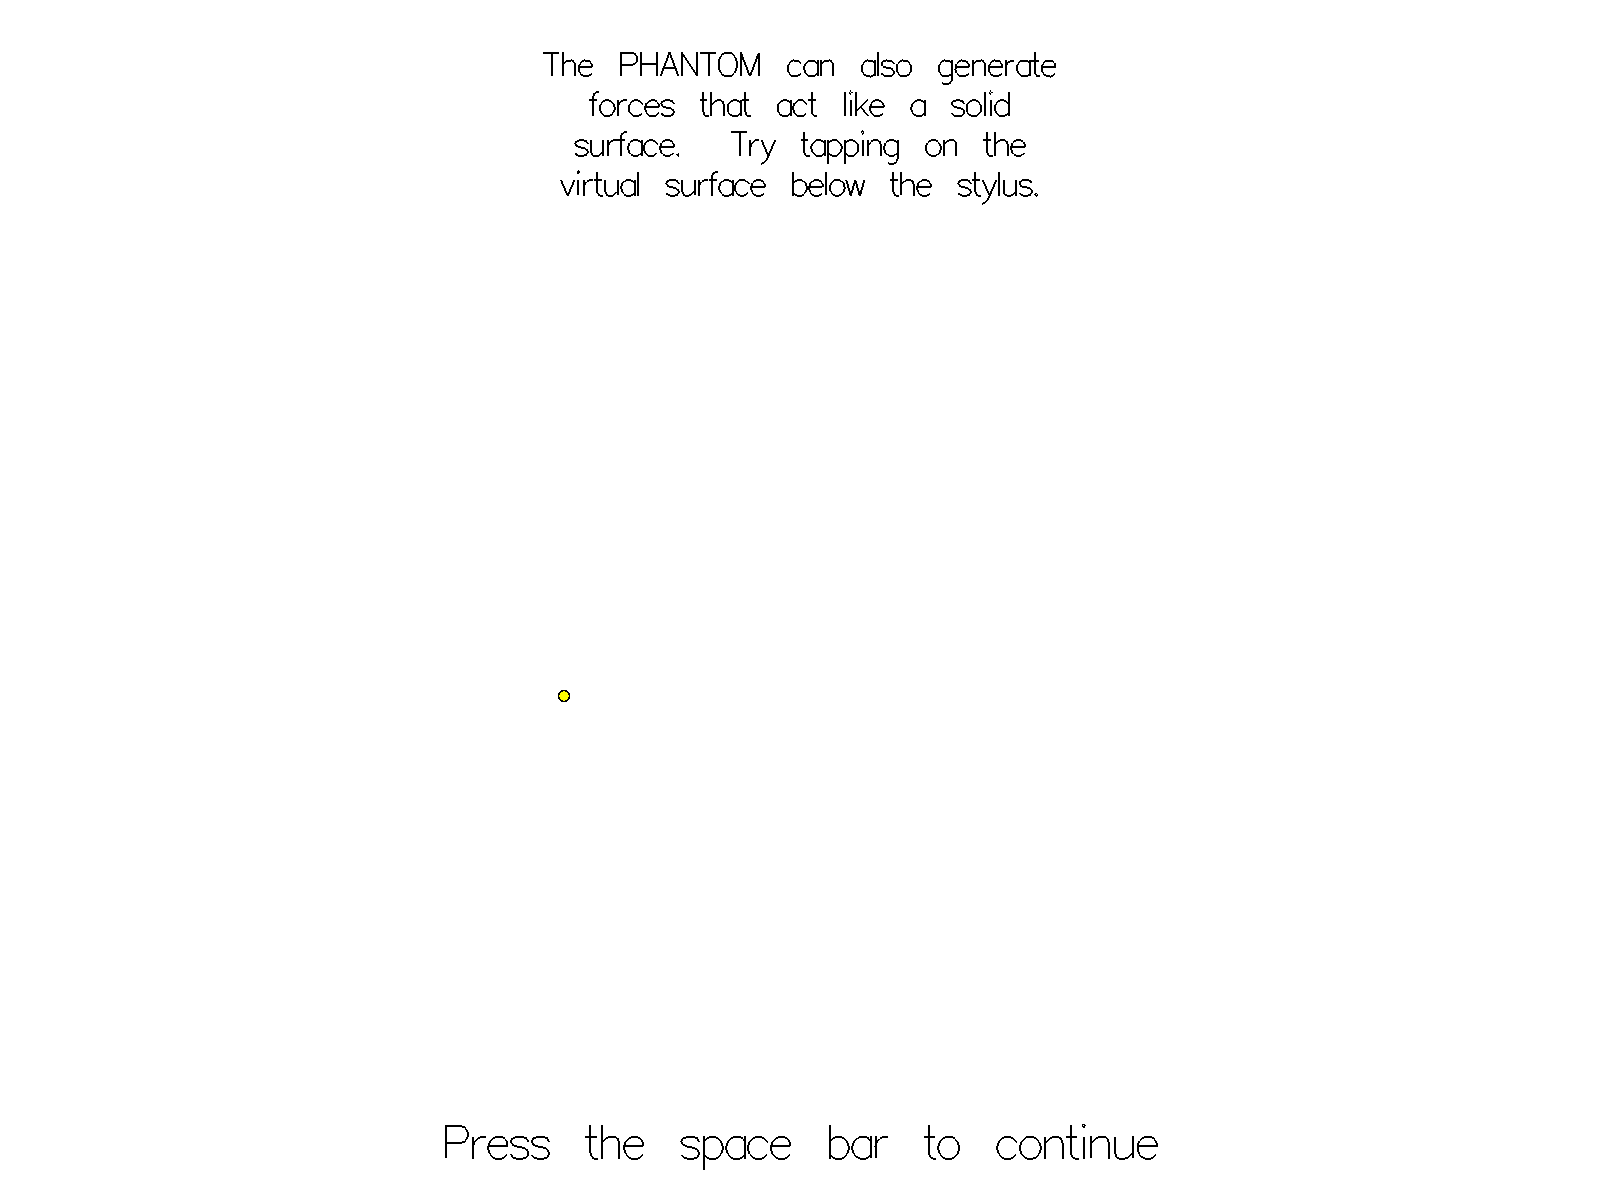 The PHANTOM can also generate
forces that act like a solid
surface. Try tapping on the
virtual surface below the stylus.
Press the space bar to continue